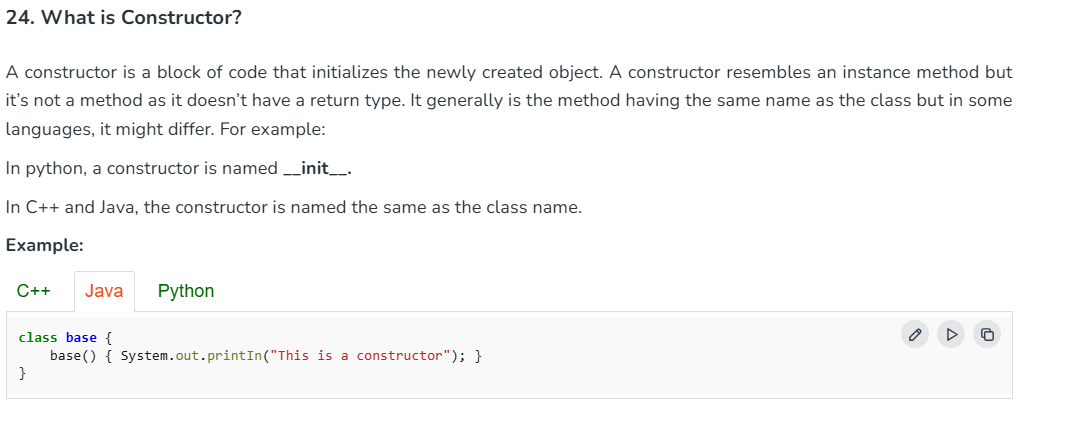 24. What is Constructor?
A constructor is a block of code that initializes the newly created object. A constructor resembles an instance method but
it’s not a method as it doesn’t have a return type. It generally is the method having the same name as the class but in some
languages, it might differ. For example:
In python, a constructor is named __init__.
In C++ and Java, the constructor is named the same as the class name.
Example:
C++ Java Python
class base {
    base() { System.out.printIn("This is a constructor"); }
}